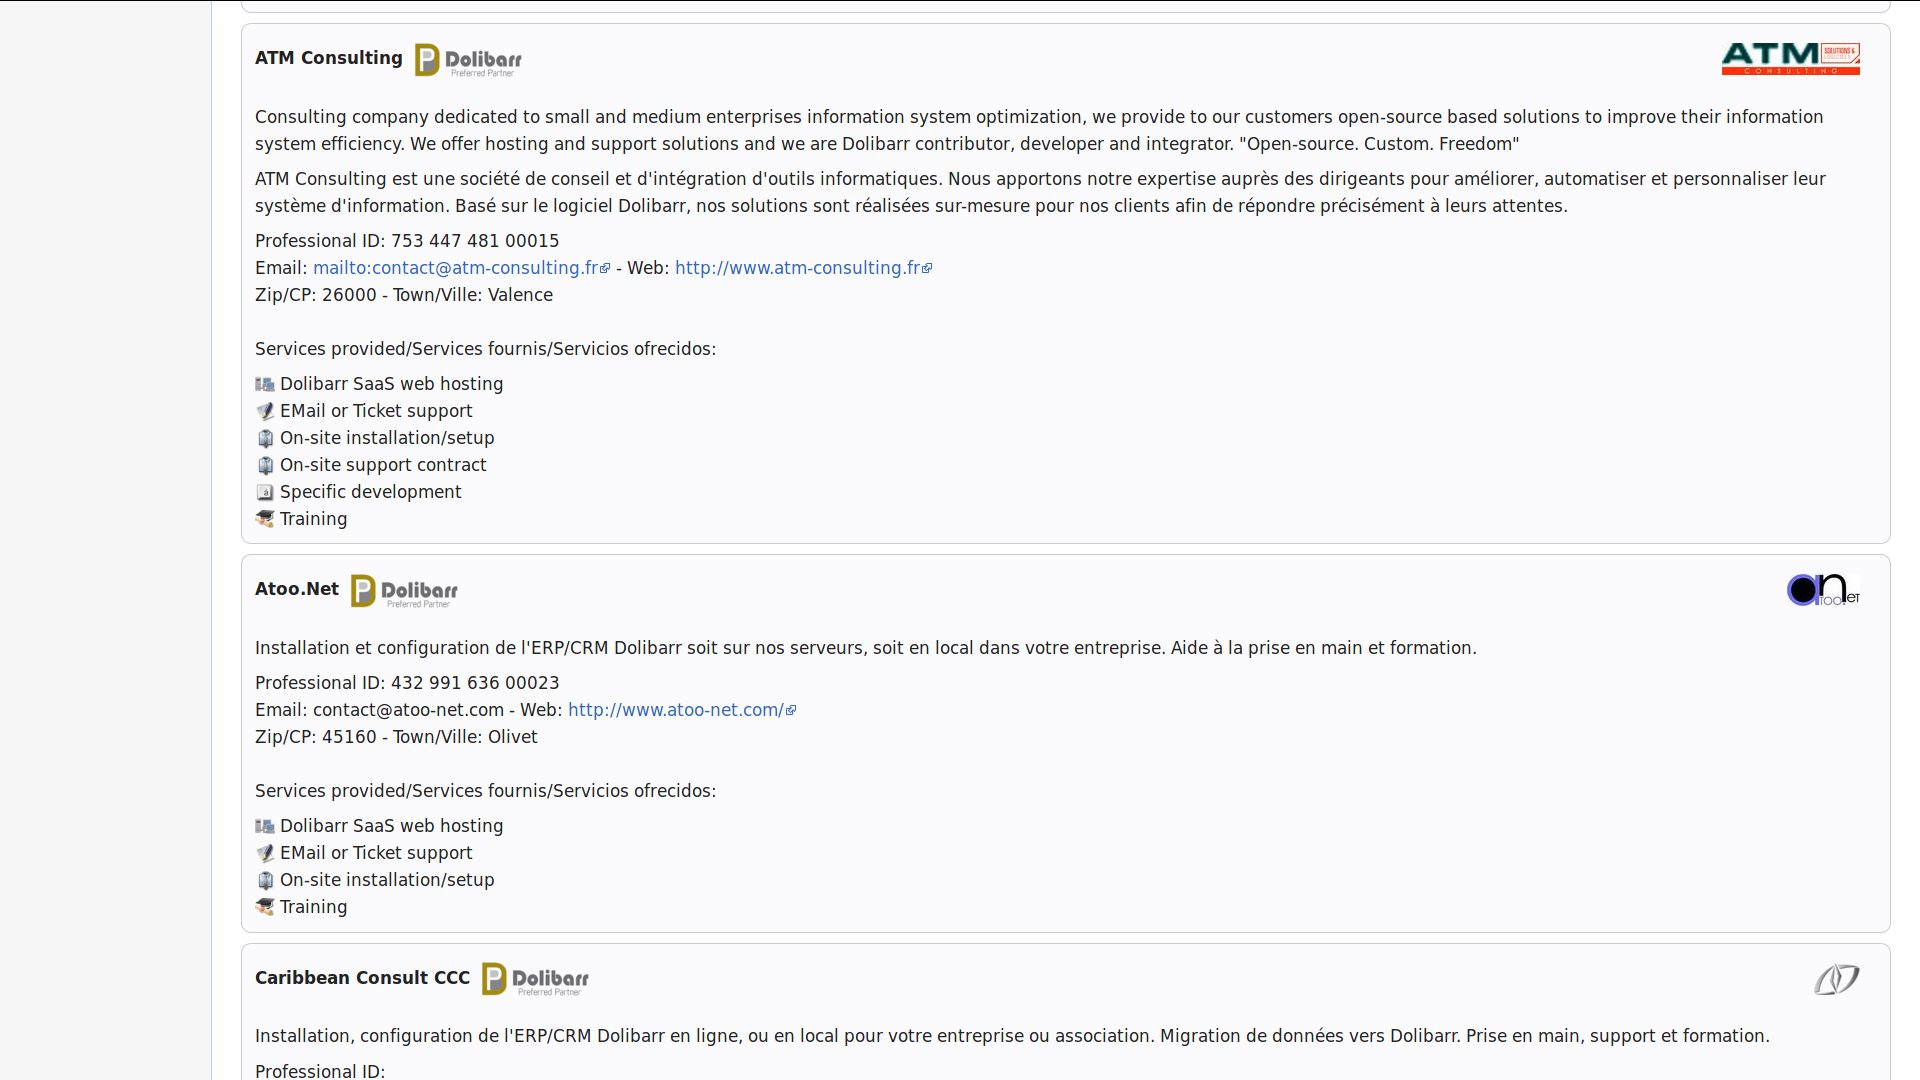 ATM Consulting P Dolibarr Preferred Partner ATM SOLUTIONS & CONSULTING
Consulting company dedicated to small and medium enterprises information system optimization, we provide to our customers open-source based solutions to improve their information
system efficiency. We offer hosting and support solutions and we are Dolibarr contributor, developer and integrator. "Open-source. Custom. Freedom"
ATM Consulting est une société de conseil et d'intégration d'outils informatiques. Nous apportons notre expertise auprès des dirigeants pour améliorer, automatiser et personnaliser leur
système d'information. Basé sur le logiciel Dolibarr, nos solutions sont réalisées sur-mesure pour nos clients afin de répondre précisément à leurs attentes.
Professional ID: 753 447 481 00015
Email: mailto:contact@atm-consulting.fr - Web: http://www.atm-consulting.fr
Zip/CP: 26000 - Town/Ville: Valence
Services provided/Services fournis/Servicios ofrecidos:
Dolibarr SaaS web hosting
EMail or Ticket support
On-site installation/setup
On-site support contract
Specific development
Training
Atoo.Net P Dolibarr Preferred Partner
Installation et configuration de l'ERP/CRM Dolibarr soit sur nos serveurs, soit en local dans votre entreprise. Aide à la prise en main et formation.
Professional ID: 432 991 636 00023
Email: contact@atoo-net.com - Web: http://www.atoo-net.com/
Zip/CP: 45160 - Town/Ville: Olivet
Services provided/Services fournis/Servicios ofrecidos:
Dolibarr SaaS web hosting
EMail or Ticket support
On-site installation/setup
Training
Caribbean Consult CCC P Dolibarr Preferred Partner
Installation, configuration de l'ERP/CRM Dolibarr en ligne, ou en local pour votre entreprise ou association. Migration de données vers Dolibarr. Prise en main, support et formation.
Professional ID: